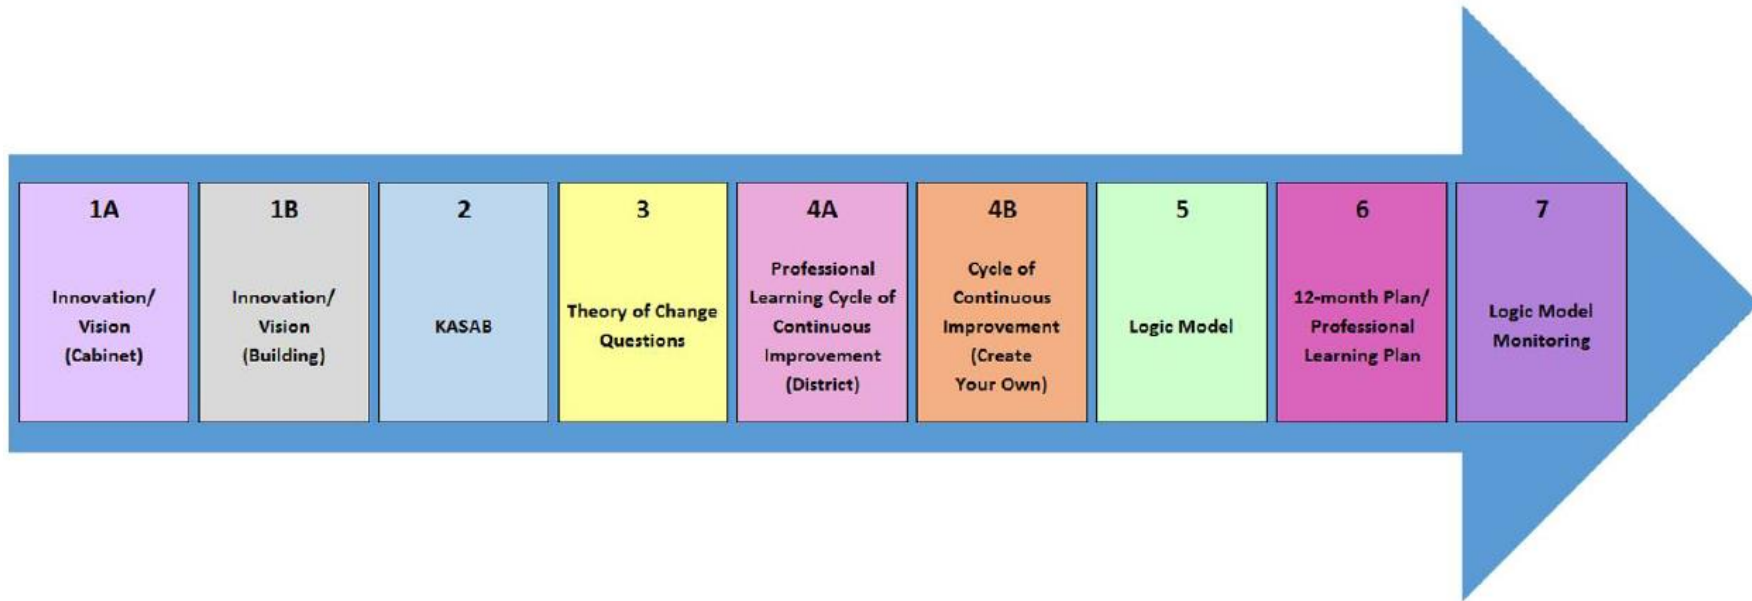 1A
Innovation/
Vision
(Cabinet)
1B
Innovation/
Vision
(Building)
2
KASAB
3
Theory of Change
Questions
4A
Professional
Learning Cycle of
Continuous
Improvement
(District)
4B
Cycle of
Continuous
Improvement
(Create
Your Own)
5
Logic Model
6
12-month Plan/
Professional
Learning Plan
7
Logic Model
Monitoring